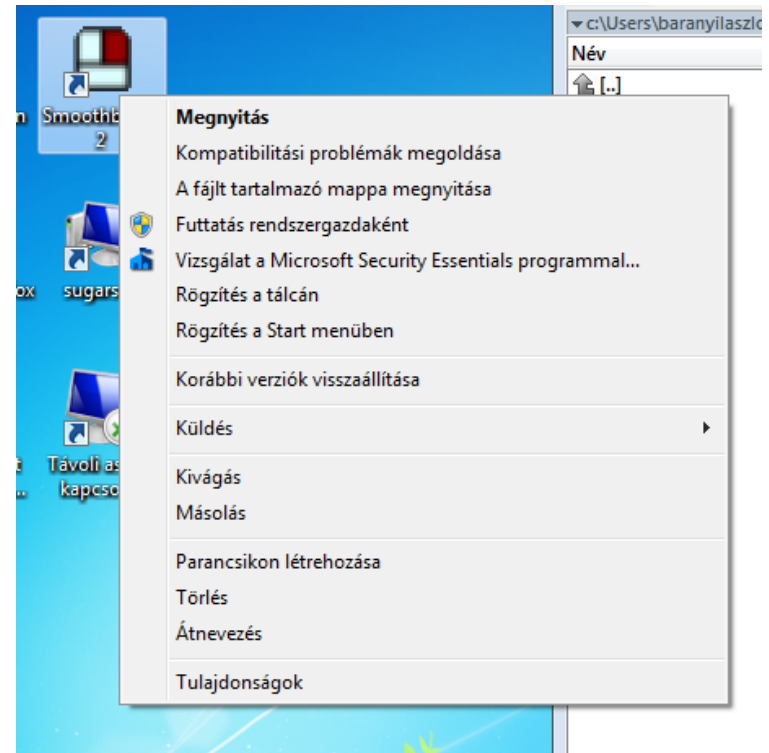 c:\Users\baranyilaszlo
Név
[..]
2
Megnyitás
Kompatibilitási problémák megoldása
A fájlt tartalmazó mappa megnyitása
Futtatás rendszergazdaként
Vizsgálat a Microsoft Security Essentials programmal...
Rögzítés a tálcán
Rögzítés a Start menüben
Korábbi verziók visszaállítása
Küldés
Kivágás
Másolás
Parancsikon létrehozása
Törlés
Átnevezés
Tulajdonságok
ox
sugars
Távoli as
kapcso